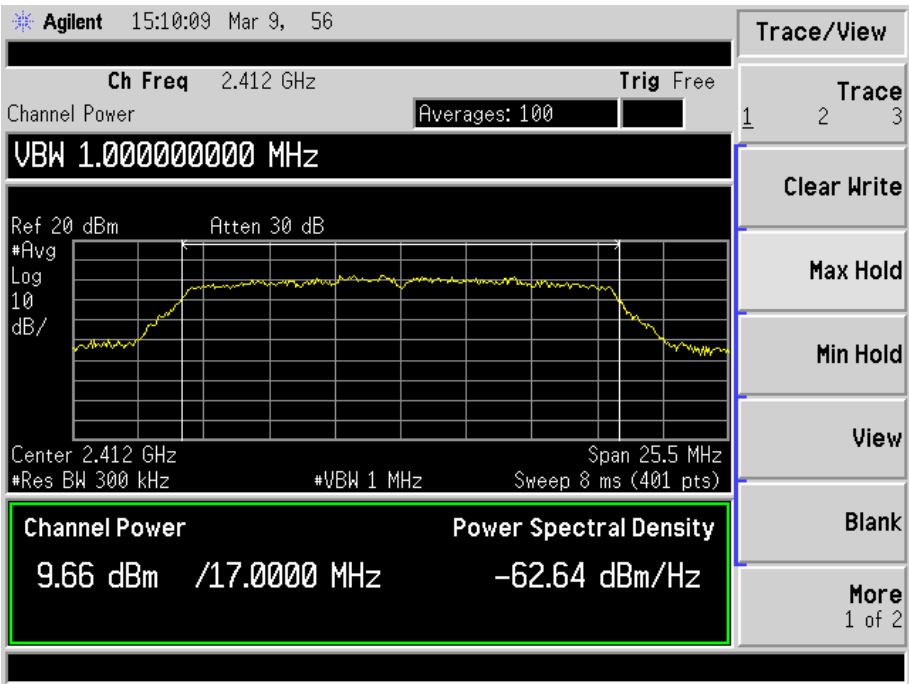 Agilent 15:10:09 Mar 9, 56
Trace/View
Ch Freq 2.412 GHz Trig Free
Channel Power Averages: 100
Trace
1 2 3
VBW 1.000000000 MHz
Clear Write
Ref 20 dBm Atten 30 dB
#Avg
Log
10
dB/
Max Hold
Min Hold
Center 2.412 GHz Span 25.5 MHz
#Res BW 300 kHz #VBW 1 MHz Sweep 8 ms (401 pts)
View
Channel Power Power Spectral Density
9.66 dBm /17.0000 MHz -62.64 dBm/Hz
Blank
More
1 of 2